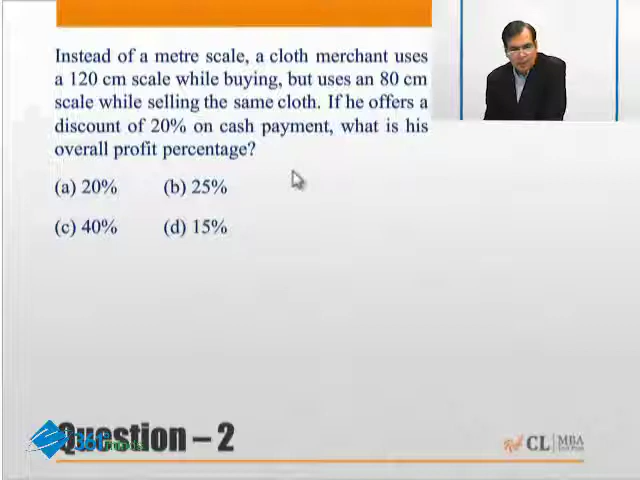 Instead of a metre scale, a cloth merchant uses
a 120 cm scale while buying, but uses an 80 cm
scale while selling the same cloth. If he offers a
discount of 20% on cash payment, what is his
overall profit percentage?
(a) 20% (b) 25%
(c) 40% (d) 15%
Question – 2
CL MBA